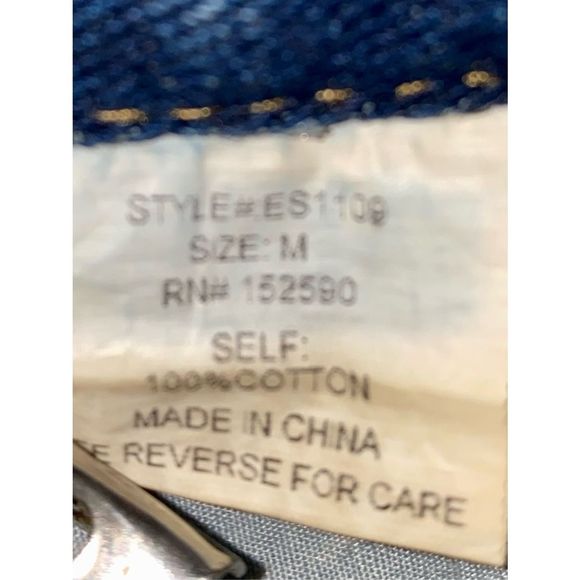 STYLE#:ES1109
SIZE: M
RN# 152590
SELF:
100%COTTON
MADE IN CHINA
REVERSE FOR CARE